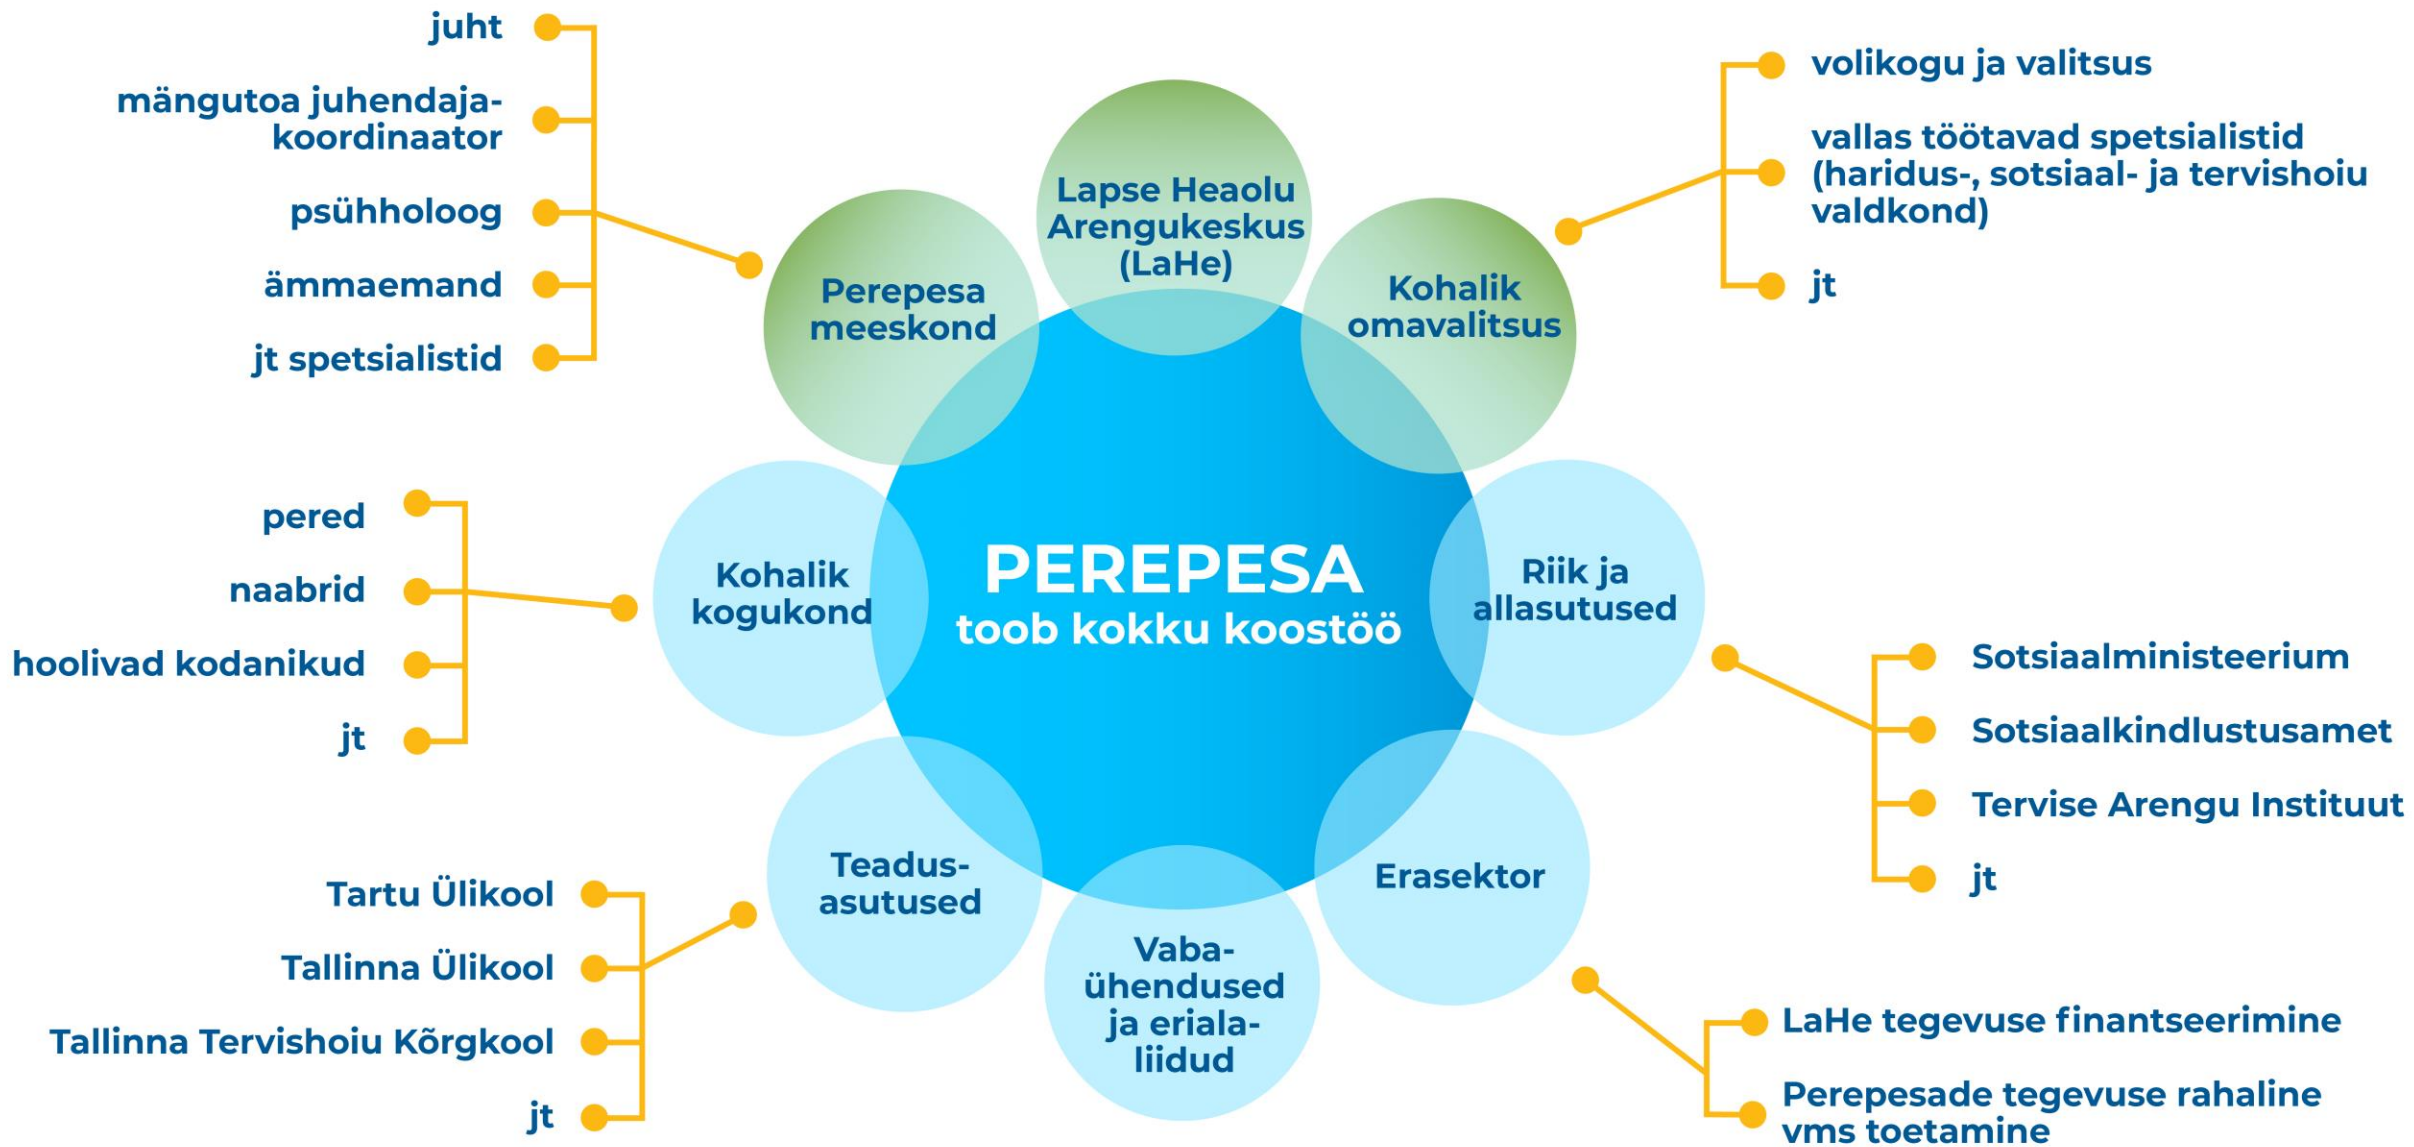 juht
mängutoa juhendaja-
koordinaator
psühholoog
ämmaemand
jt spetsialistid
Perepesa
meeskond
Lapse Heaolu
Arengukeskus
(LaHe)
Kohalik
omavalitsus
volikogu ja valitsus
vallas töötavad spetsialistid
(haridus-, sotsiaal- ja tervishoiu
valdkond)
jt
pered
naabrid
hoolivad kodanikud
jt
Kohalik
kogukond
PEREPESA
toob kokku koostöö
Riik ja
allasutused
Sotsiaalministeerium
Sotsiaalkindlustusamet
Tervise Arengu Instituut
jt
Tartu Ülikool
Tallinna Ülikool
Tallinna Tervishoiu Kõrgkool
jt
Teadus-
asutused
Vaba-
ühendused
ja eriala-
liidud
Erasektor
LaHe tegevuse finantseerimine
Perepesade tegevuse rahaline
vms toetamine